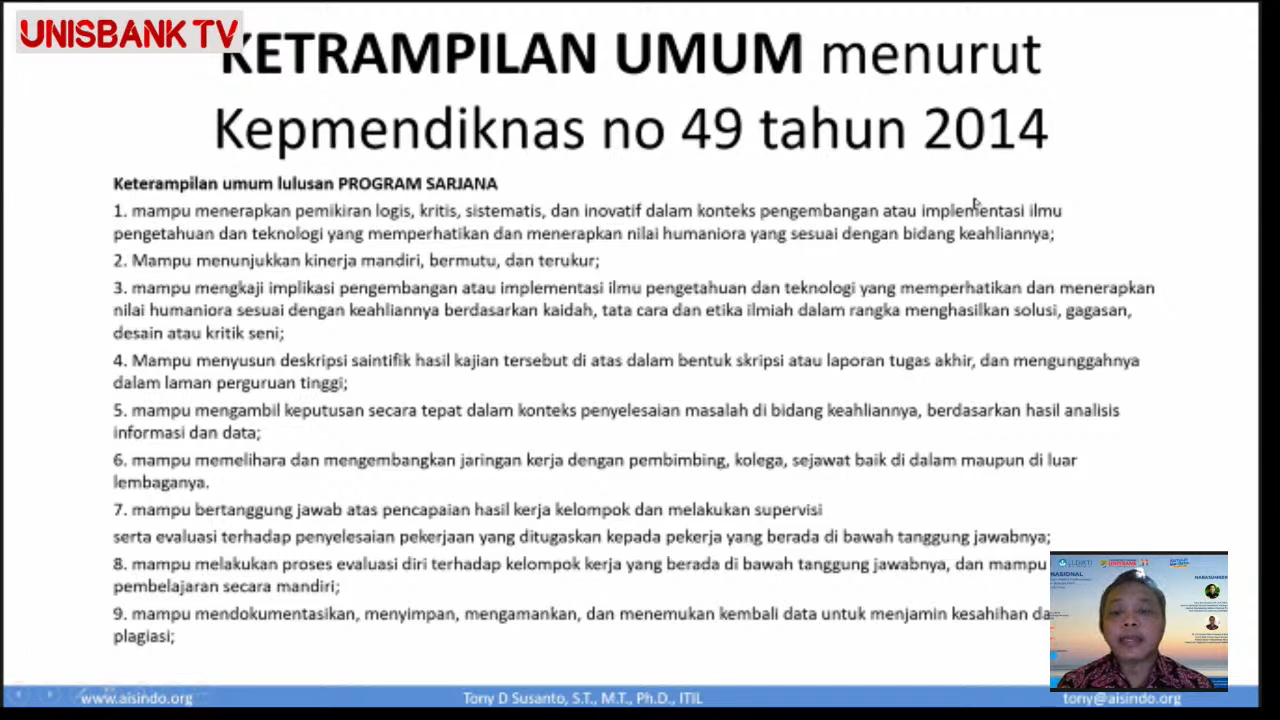 UNISBANK TV
KETRAMPILAN UMUM menurut
Kepmendiknas no 49 tahun 2014
Keterampilan umum lulusan PROGRAM SARJANA
1. mampu menerapkan pemikiran logis, kritis, sistematis, dan inovatif dalam konteks pengembangan atau implementasi ilmu
pengetahuan dan teknologi yang memperhatikan dan menerapkan nilai humaniora yang sesuai dengan bidang keahliannya;
2. Mampu menunjukkan kinerja mandiri, bermutu, dan terukur;
3. mampu mengkaji implikasi pengembangan atau implementasi ilmu pengetahuan dan teknologi yang memperhatikan dan menerapkan
nilai humaniora sesuai dengan keahliannya berdasarkan kaidah, tata cara dan etika ilmiah dalam rangka menghasilkan solusi, gagasan,
desain atau kritik seni;
4. Mampu menyusun deskripsi saintifik hasil kajian tersebut di atas dalam bentuk skripsi atau laporan tugas akhir, dan mengunggahnya
dalam laman perguruan tinggi;
5. mampu mengambil keputusan secara tepat dalam konteks penyelesaian masalah di bidang keahliannya, berdasarkan hasil analisis
informasi dan data;
6. mampu memelihara dan mengembangkan jaringan kerja dengan pembimbing, kolega, sejawat baik di dalam maupun di luar
lembaganya.
7. mampu bertanggung jawab atas pencapaian hasil kerja kelompok dan melakukan supervisi
serta evaluasi terhadap penyelesaian pekerjaan yang ditugaskan kepada pekerja yang berada di bawah tanggung jawabnya;
8. mampu melakukan proses evaluasi diri terhadap kelompok kerja yang berada di bawah tanggung jawabnya, dan mampu
pembelajaran secara mandiri;
9. mampu mendokumentasikan, menyimpan, mengamankan, dan menemukan kembali data untuk menjamin kesahihan da
plagiasi;
NASIONAL
UNISBANK
www.aisindo.org
Tony D Susanto, S.T., M.T., Ph.D., ITIL
tony@aisindo.org